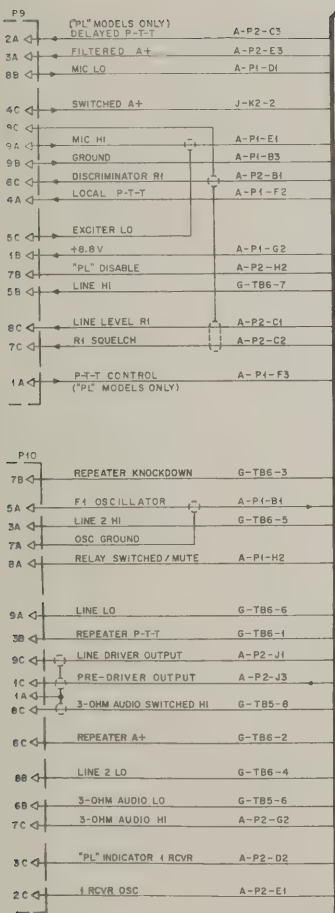 P9
("PL" MODELS ONLY)
2A DELAYED P-T-T A-P2-C3
3A FILTERED A+ A-P2-E3
8B MIC LO A-P1-D1
4C SWITCHED A+ J-K2-2
9C
9A MIC HI A-P1-E1
9B GROUND A-P1-B3
6C DISCRIMINATOR R1 A-P2-B1
4A LOCAL P-T-T A-P1-F2
5C EXCITER LO
1B +8.8V A-P1-G2
7B "PL" DISABLE A-P2-H2
5B LINE HI G-TB6-7
8C LINE LEVEL R1 A-P2-C1
7C R1 SQUELCH A-P2-C2
1A P-T-T CONTROL A-P1-F3
("PL" MODELS ONLY)
P10
7B REPEATER KNOCKDOWN G-TB6-3
5A F1 OSCILLATOR A-P1-B1
3A LINE 2 HI G-TB6-5
7A OSC GROUND
8A RELAY SWITCHED/MUTE A-P1-H2
9A LINE LO G-TB6-6
3B REPEATER P-T-T G-TB6-1
9C LINE DRIVER OUTPUT A-P2-J1
1C PRE-DRIVER OUTPUT A-P2-J3
1A
8C 3-OHM AUDIO SWITCHED HI G-TB5-8
6C REPEATER A+ G-TB6-2
8B LINE 2 LO G-TB6-4
6B 3-OHM AUDIO LO G-TB5-6
7C 3-OHM AUDIO HI A-P2-G2
3C "PL" INDICATOR 1 RCVR A-P2-D2
2C 1 RCVR OSC A-P2-E1